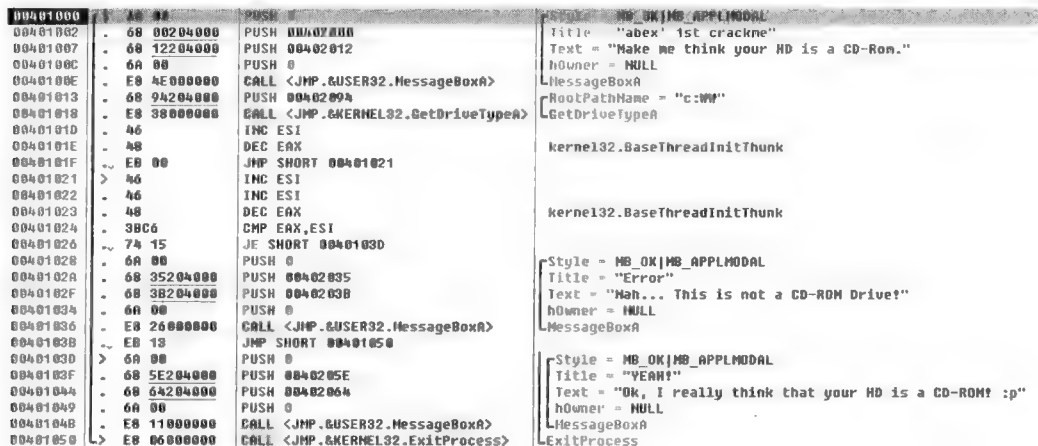 00401000 6A 00 PUSH 0 Style = MB_OK|MB_APPLMODAL
00401002 . 68 00204000 PUSH 00402000 Title "abex' 1st crackme"
00401007 . 68 12204000 PUSH 00402012 Text = "Make me think your HD is a CD-Rom."
0040100C . 6A 00 PUSH 0 hOwner = NULL
0040100E . E8 4E000000 CALL <JMP.&USER32.MessageBoxA> MessageBoxA
00401013 . 68 94204000 PUSH 00402094 RootPathName = "c:₩₩"
00401018 . E8 38000000 CALL <JMP.&KERNEL32.GetDriveTypeA> GetDriveTypeA
0040101D . 46 INC ESI
0040101E . 48 DEC EAX kernel32.BaseThreadInitThunk
0040101F .. EB 00 JMP SHORT 00401021
00401021 > 46 INC ESI
00401022 . 46 INC ESI
00401023 . 48 DEC EAX kernel32.BaseThreadInitThunk
00401024 . 3BC6 CMP EAX,ESI
00401026 .. 74 15 JE SHORT 0040103D
00401028 . 6A 00 PUSH 0 Style = MB_OK|MB_APPLMODAL
0040102A . 68 35204000 PUSH 00402035 Title = "Error"
0040102F . 68 3B204000 PUSH 0040203B Text = "Nah... This is not a CD-ROM Drive!"
00401034 . 6A 00 PUSH 0 hOwner = NULL
00401036 . E8 26000000 CALL <JMP.&USER32.MessageBoxA> MessageBoxA
0040103B .. EB 13 JMP SHORT 00401050
0040103D > 6A 00 PUSH 0 Style = MB_OK|MB_APPLMODAL
0040103F . 68 5E204000 PUSH 0040205E Title = "YEAH!"
00401044 . 68 64204000 PUSH 00402064 Text = "Ok, I really think that your HD is a CD-ROM! :p"
00401049 . 6A 00 PUSH 0 hOwner = NULL
0040104B . E8 11000000 CALL <JMP.&USER32.MessageBoxA> MessageBoxA
00401050 > E8 06000000 CALL <JMP.&KERNEL32.ExitProcess> ExitProcess